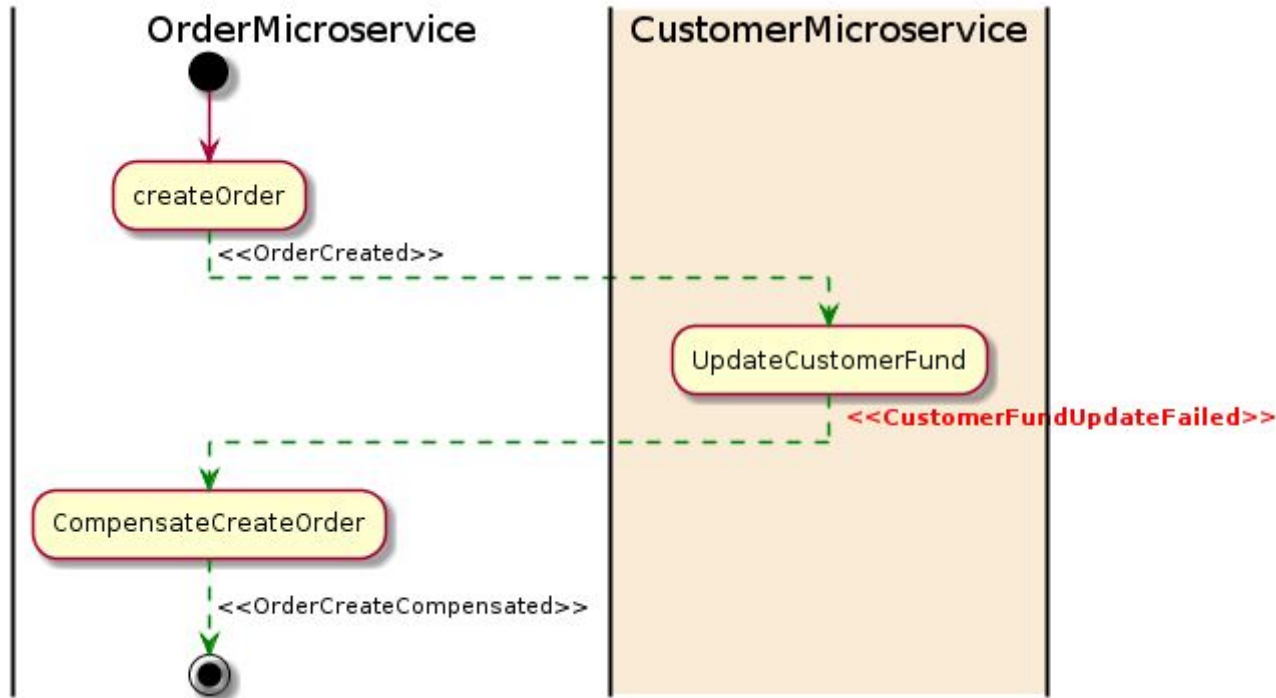 OrderMicroservice
CustomerMicroservice
createOrder
<<OrderCreated>>
UpdateCustomerFund
<<CustomerFundUpdateFailed>>
CompensateCreateOrder
<<OrderCreateCompensated>>